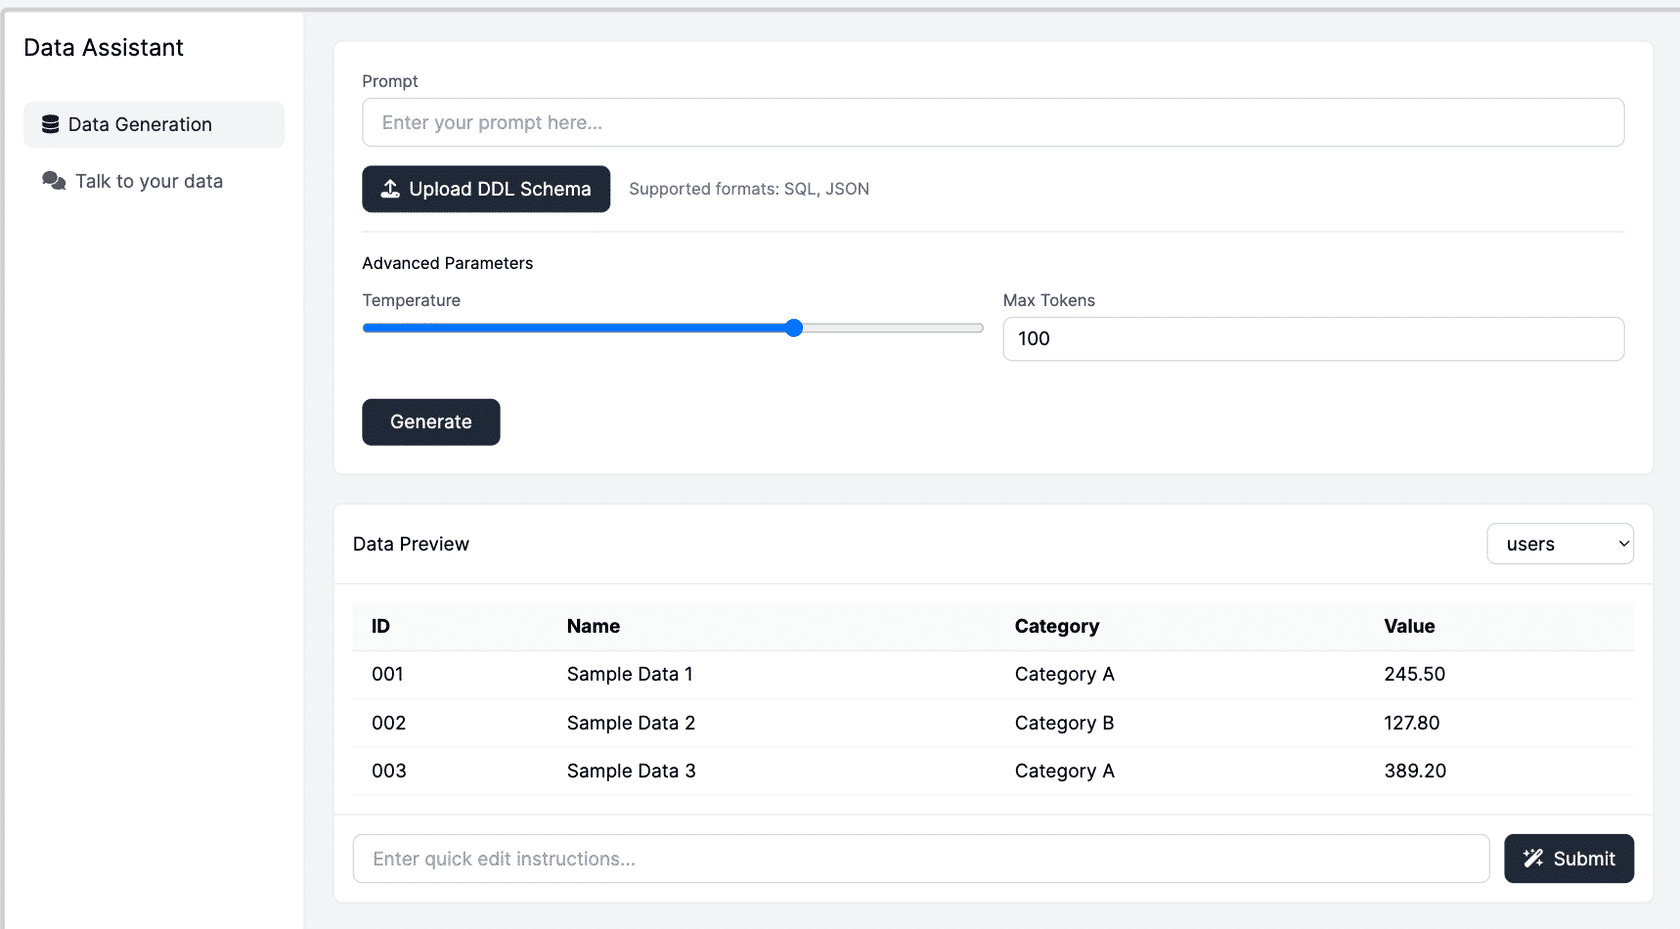 Data Assistant
Data Generation
Talk to your data
Prompt
Enter your prompt here...
Upload DDL Schema
Supported formats: SQL, JSON
Advanced Parameters
Temperature
Max Tokens
100
Generate
Data Preview
users
ID Name Category Value
001 Sample Data 1 Category A 245.50
002 Sample Data 2 Category B 127.80
003 Sample Data 3 Category A 389.20
Enter quick edit instructions...
Submit